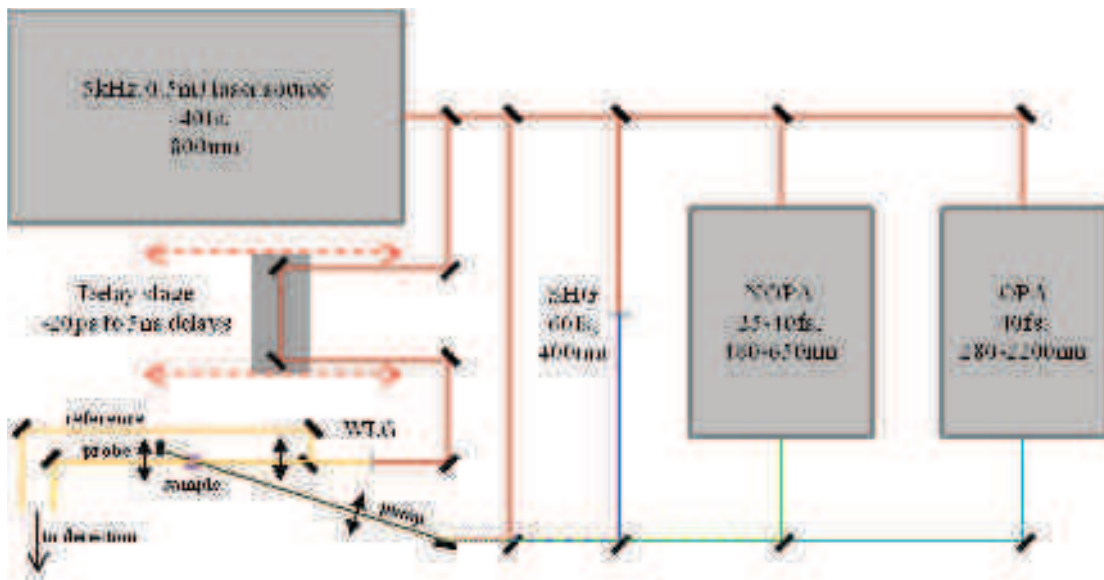 5kHz, 0.5mJ laser source
40fs,
800nm
Delay stage
-20ps to 5ns delays
SHG
60fs,
400nm
NOPA
25-40fs,
480-650nm
OPA
40fs,
280-2200nm
reference
WLG
probe
sample
pump
to detection